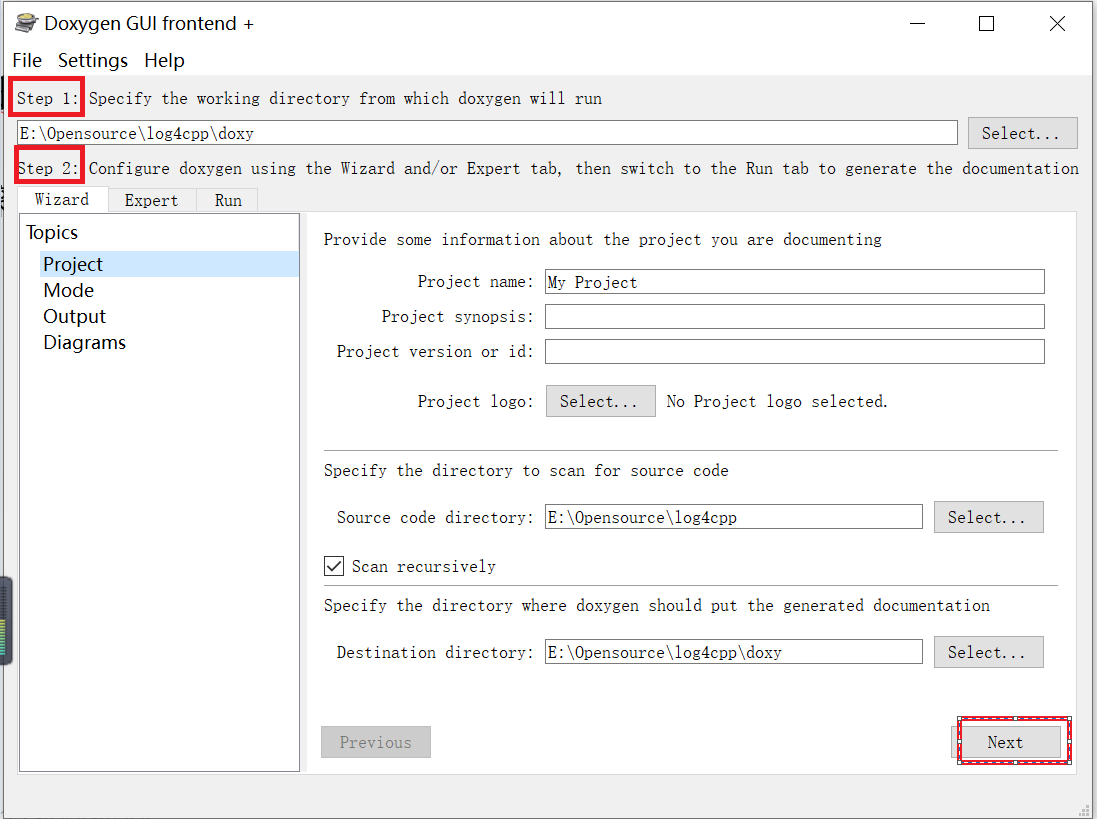 Doxygen GUI frontend +
File Settings Help
Step 1: Specify the working directory from which doxygen will run
E:\Opensource\log4cpp\doxy Select...
Step 2: Configure doxygen using the Wizard and/or Expert tab, then switch to the Run tab to generate the documentation
Wizard Expert Run
Topics
Project
Mode
Output
Diagrams
Provide some information about the project you are documenting
Project name: My Project
Project synopsis:
Project version or id:
Project logo: Select... No Project logo selected.
Specify the directory to scan for source code
Source code directory: E:\Opensource\log4cpp Select...
Scan recursively
Specify the directory where doxygen should put the generated documentation
Destination directory: E:\Opensource\log4cpp\doxy Select...
Previous Next